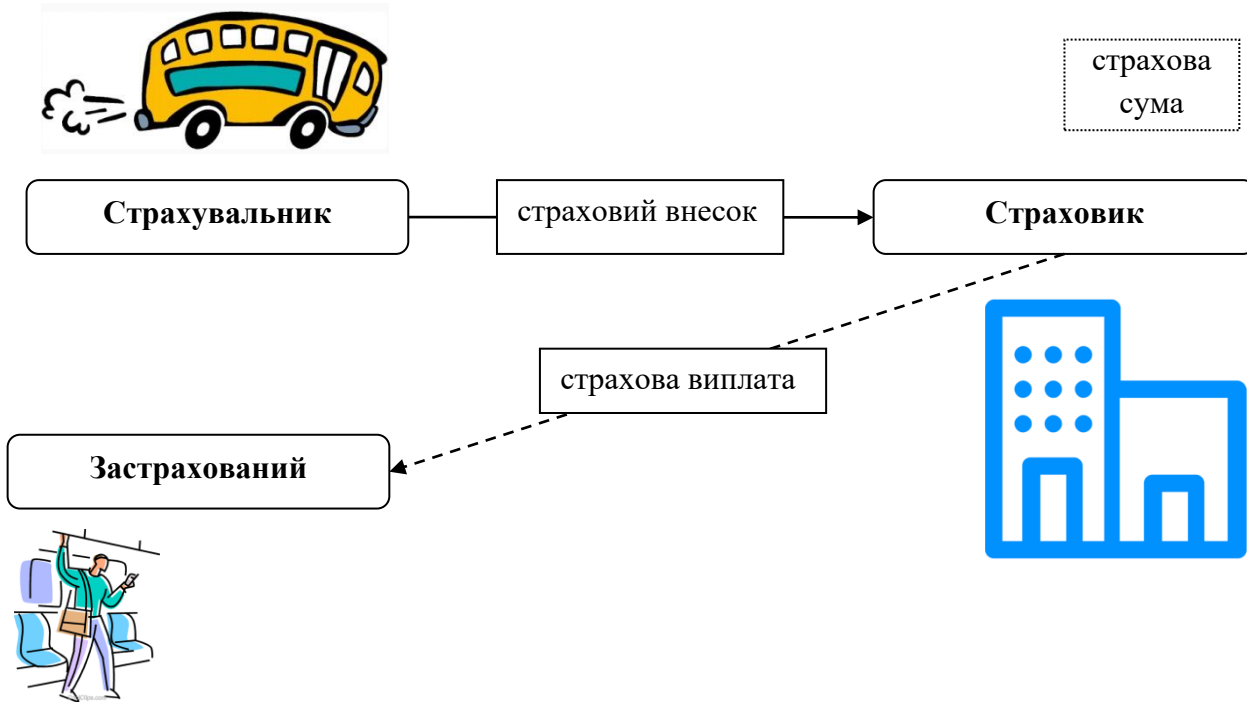 страхова
сума
Страхувальник
страховий внесок
Страховик
страхова виплата
Застрахований